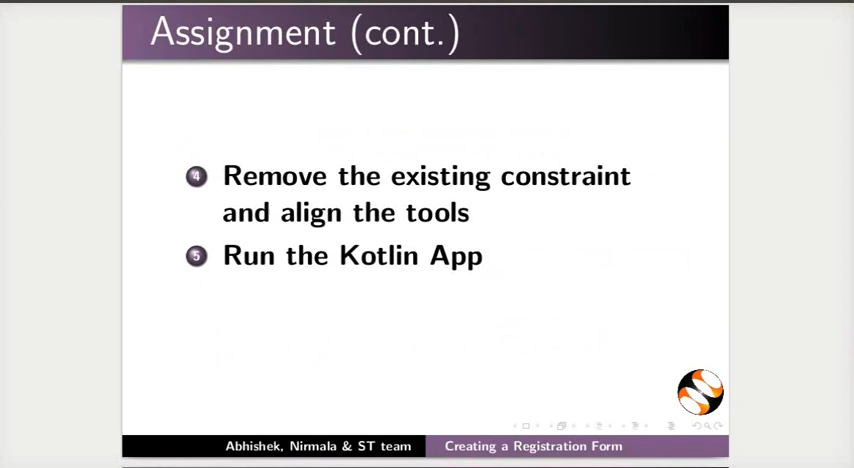 Assignment (cont.)
4 Remove the existing constraint
and align the tools
5 Run the Kotlin App
Abhishek, Nirmala & ST team Creating a Registration Form